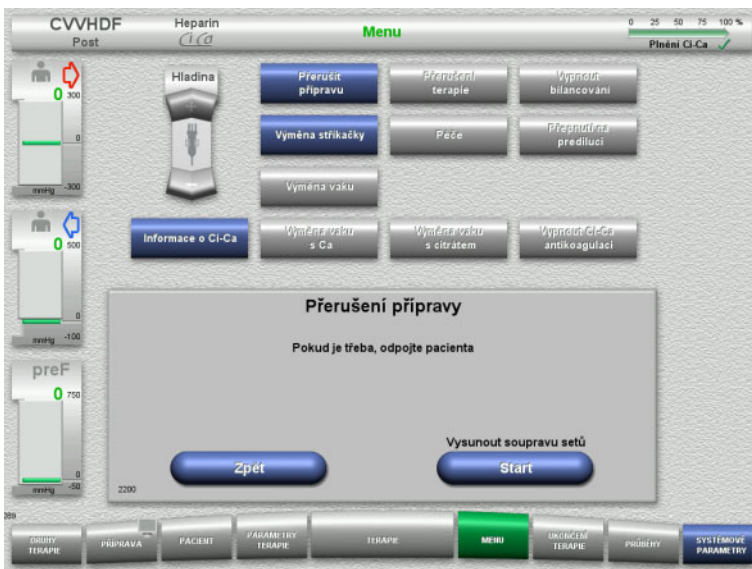 CVVHDF
Post
Heparin
Ci Ca
Menu
0 25 50 75 100 %
Plnění Ci-Ca
0 300
0
mmHg -300
0 500
0
mmHg -100
preF
0 750
0
mmHg -50
Hladina
Přerušit
přípravu
Přerušení
terapie
Vypnout
bilancování
Výměna stříkačky
Péče
Přepnutí na
prediluci
Výměna vaku
Informace o Ci-Ca
Výměna vaku
s Ca
Výměna vaku
s citrátem
Vypnout Ci-Ca
antikoagulaci
Přerušení přípravy
Pokud je třeba, odpojte pacienta
Vysunout soupravu setů
Zpět
Start
2200
DRUHY
TERAPIE
PŘÍPRAVA
PACIENT
PARAMETRY
TERAPIE
TERAPIE
MENU
UKONČENÍ
TERAPIE
PRŮBĚHY
SYSTÉMOVÉ
PARAMETRY